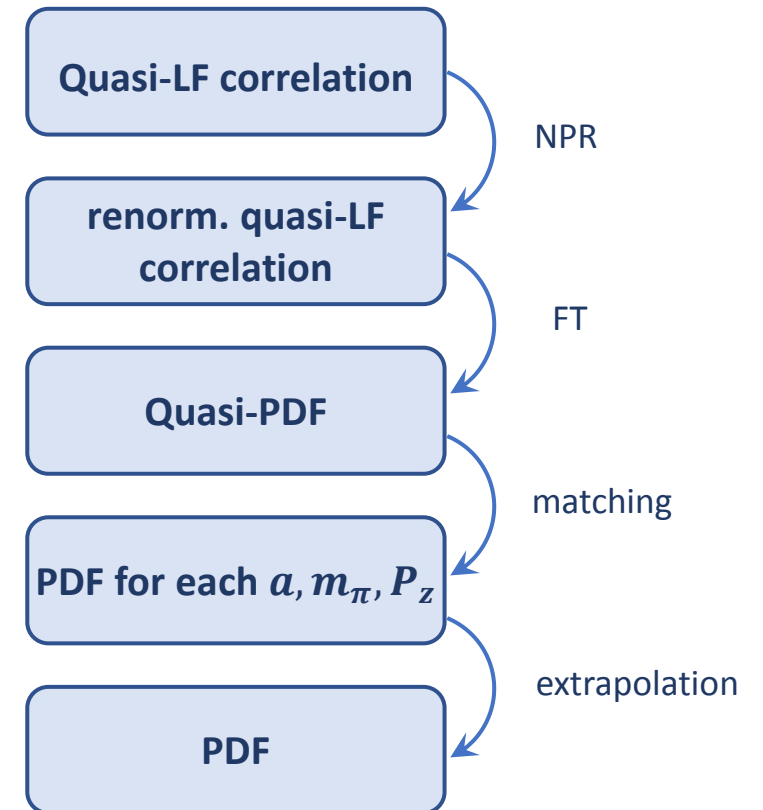 Quasi-LF correlation
NPR
renorm. quasi-LF
correlation
FT
Quasi-PDF
matching
PDF for each 𝒂, 𝒎𝝅, 𝑷𝒛
extrapolation
PDF